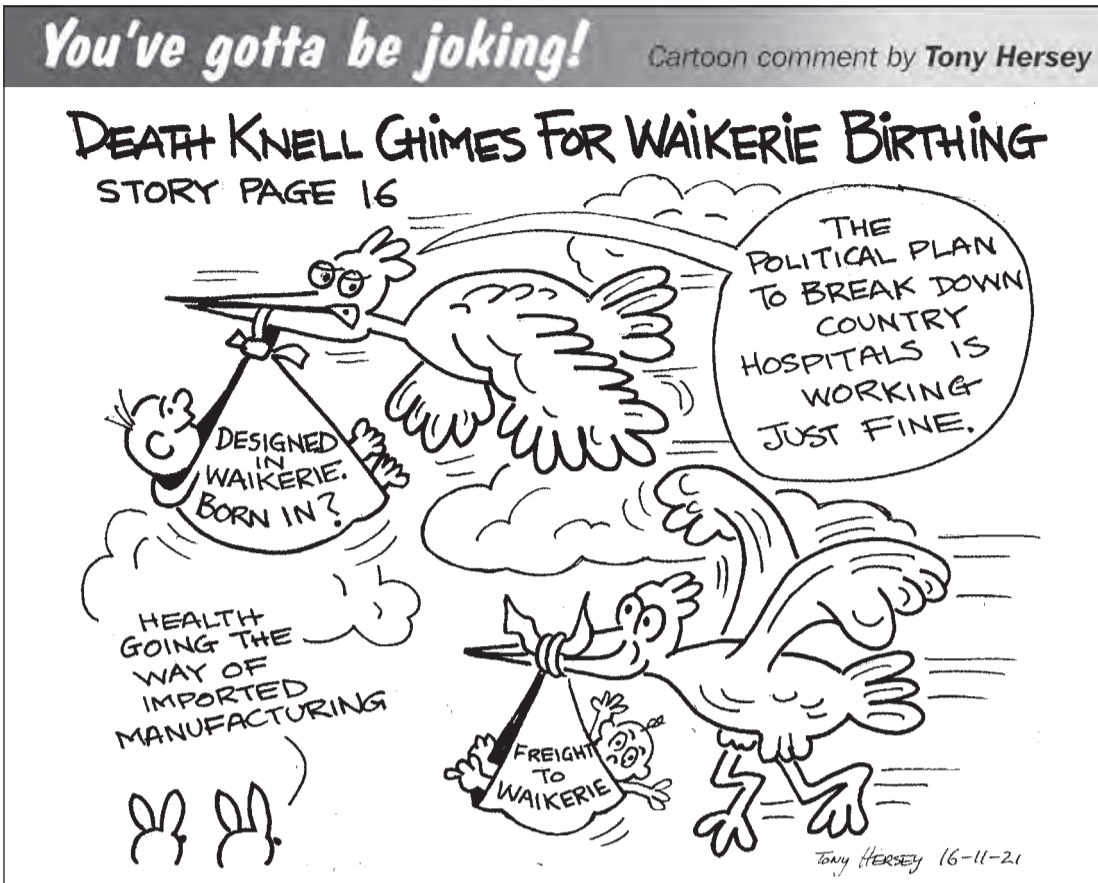 You've gotta be joking!
Cartoon comment by Tony Hersey
DEATH KNELL CHIMES FOR WAIKERIE BIRTHING
STORY PAGE 16
THE
POLITICAL PLAN
TO BREAK DOWN
COUNTRY
HOSPITALS IS
WORKING
JUST FINE.
DESIGNED
IN
WAIKERIE.
BORN IN?
HEALTH
GOING THE
WAY OF
IMPORTED
MANUFACTURING
FREIGHT
TO
WAIKERIE
TONY HERSEY 16-11-21